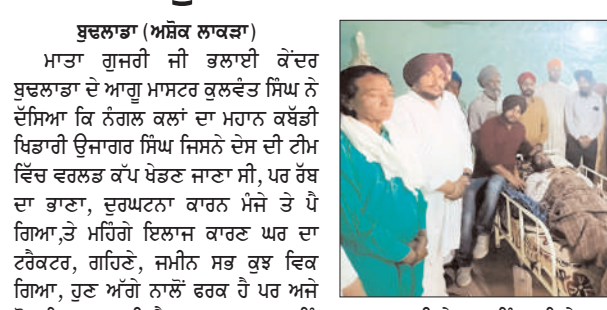 ਬੁਢਲਾਡਾ (ਅਸ਼ੋਕ ਲਾਕੜਾ)
ਮਾਤਾ ਗੁਜਰੀ ਜੀ ਭਲਾਈ ਕੇਂਦਰ
ਬੁਢਲਾਡਾ ਦੇ ਆਗੂ ਮਾਸਟਰ ਕੁਲਵੰਤ ਸਿੰਘ ਨੇ
ਦੱਸਿਆ ਕਿ ਨੰਗਲ ਕਲਾਂ ਦਾ ਮਹਾਨ ਕਬੱਡੀ
ਖਿਡਾਰੀ ਉਜਾਗਰ ਸਿੰਘ ਜਿਸਨੇ ਦੇਸ ਦੀ ਟੀਮ
ਵਿੱਚ ਵਰਲਡ ਕੱਪ ਖੇਡਣ ਜਾਣਾ ਸੀ, ਪਰ ਰੱਬ
ਦਾ ਭਾਣਾ, ਦੁਰਘਟਨਾ ਕਾਰਨ ਮੰਜੇ ਤੇ ਪੈ
ਗਿਆ,ਤੇ ਮਹਿੰਗੇ ਇਲਾਜ ਕਾਰਣ ਘਰ ਦਾ
ਟਰੈਕਟਰ, ਗਹਿਣੇ, ਜਮੀਨ ਸਭ ਕੁਝ ਵਿਕ
ਗਿਆ, ਹੁਣ ਅੱਗੇ ਨਾਲੋਂ ਫਰਕ ਹੈ ਪਰ ਅਜੇ